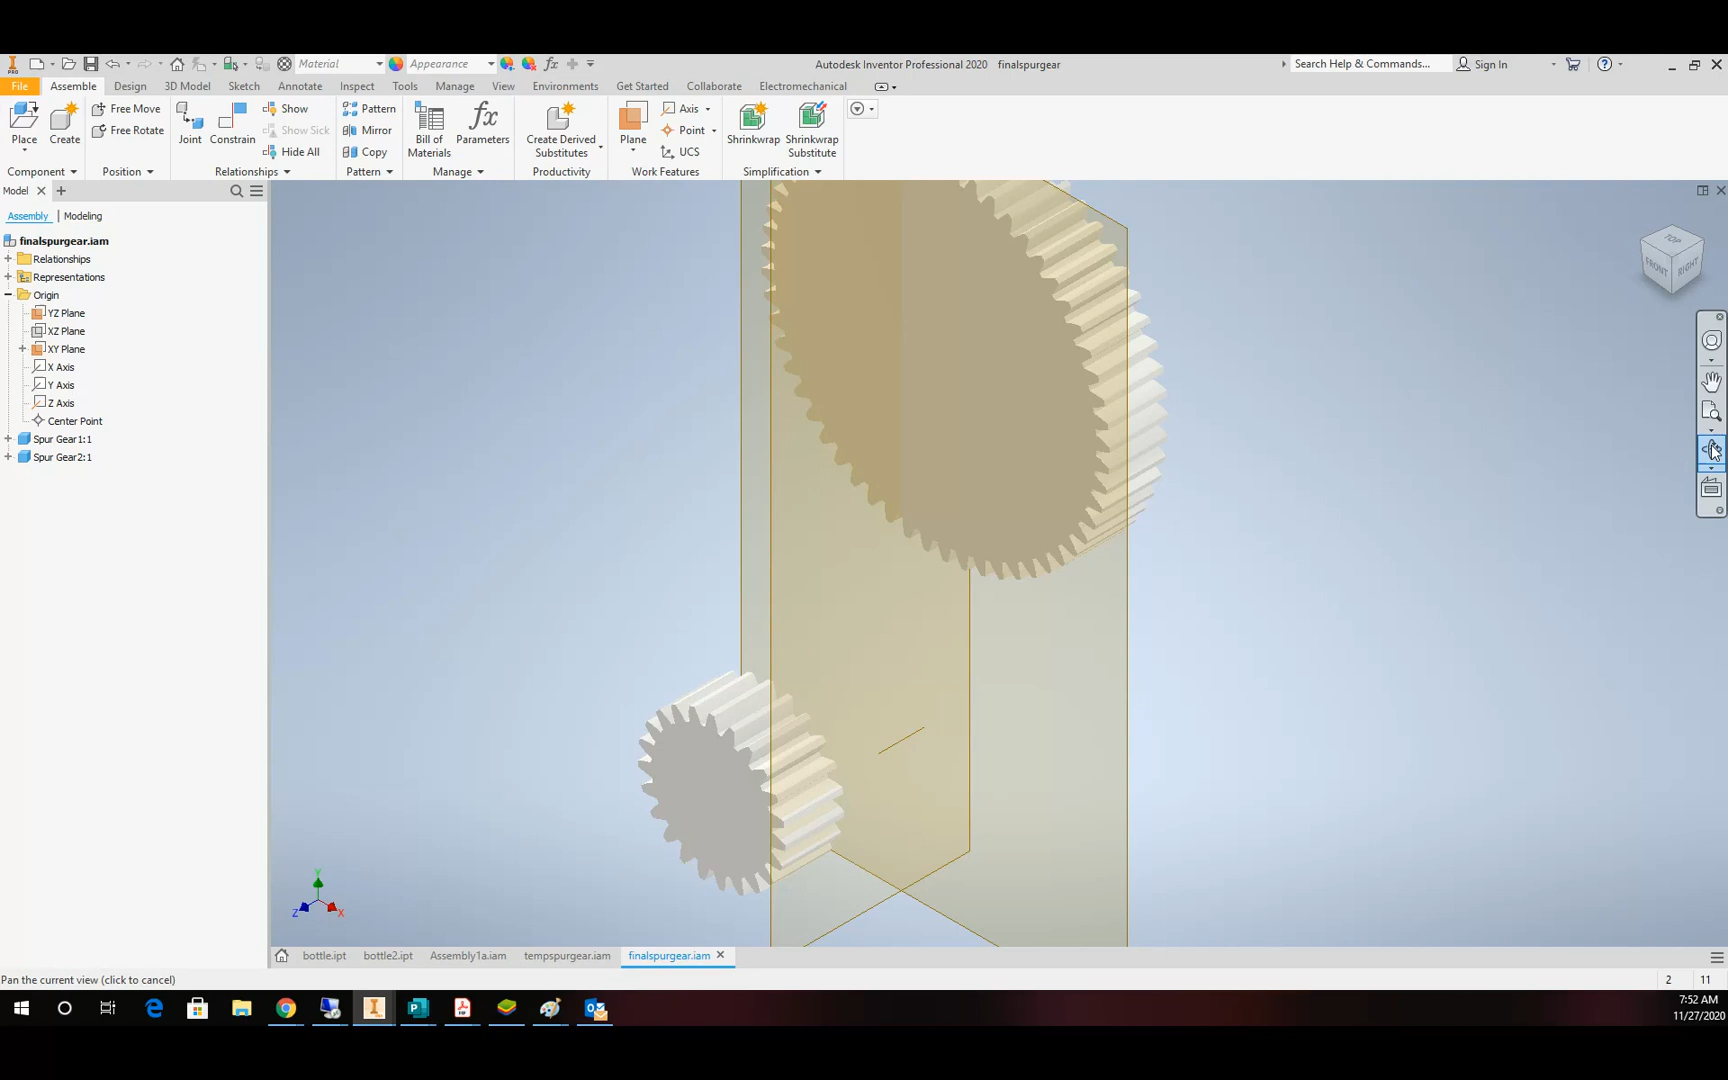 Material
Appearance
Autodesk Inventor Professional 2020 finalspurgear
Search Help & Commands...
Sign In
File Assemble Design 3D Model Sketch Annotate Inspect Tools Manage View Environments Get Started Collaborate Electromechanical
Place
Create
Free Move
Free Rotate
Joint
Constrain
Show
Show Sick
Hide All
Pattern
Mirror
Copy
Bill of
Materials
Parameters
Create Derived
Substitutes
Plane
Axis
Point
UCS
Shrinkwrap
Shrinkwrap
Substitute
Component Position Relationships Pattern Manage Productivity Work Features Simplification
Model
Assembly | Modeling
finalspurgear.iam
Relationships
Representations
Origin
YZ Plane
XZ Plane
XY Plane
X Axis
Y Axis
Z Axis
Center Point
Spur Gear1:1
Spur Gear2:1
TOP
FRONT
RIGHT
Y
Z
X
bottle.ipt bottle2.ipt Assembly1a.iam tempspurgear.iam finalspurgear.iam
Pan the current view (click to cancel)
2 11
7:52 AM
11/27/2020